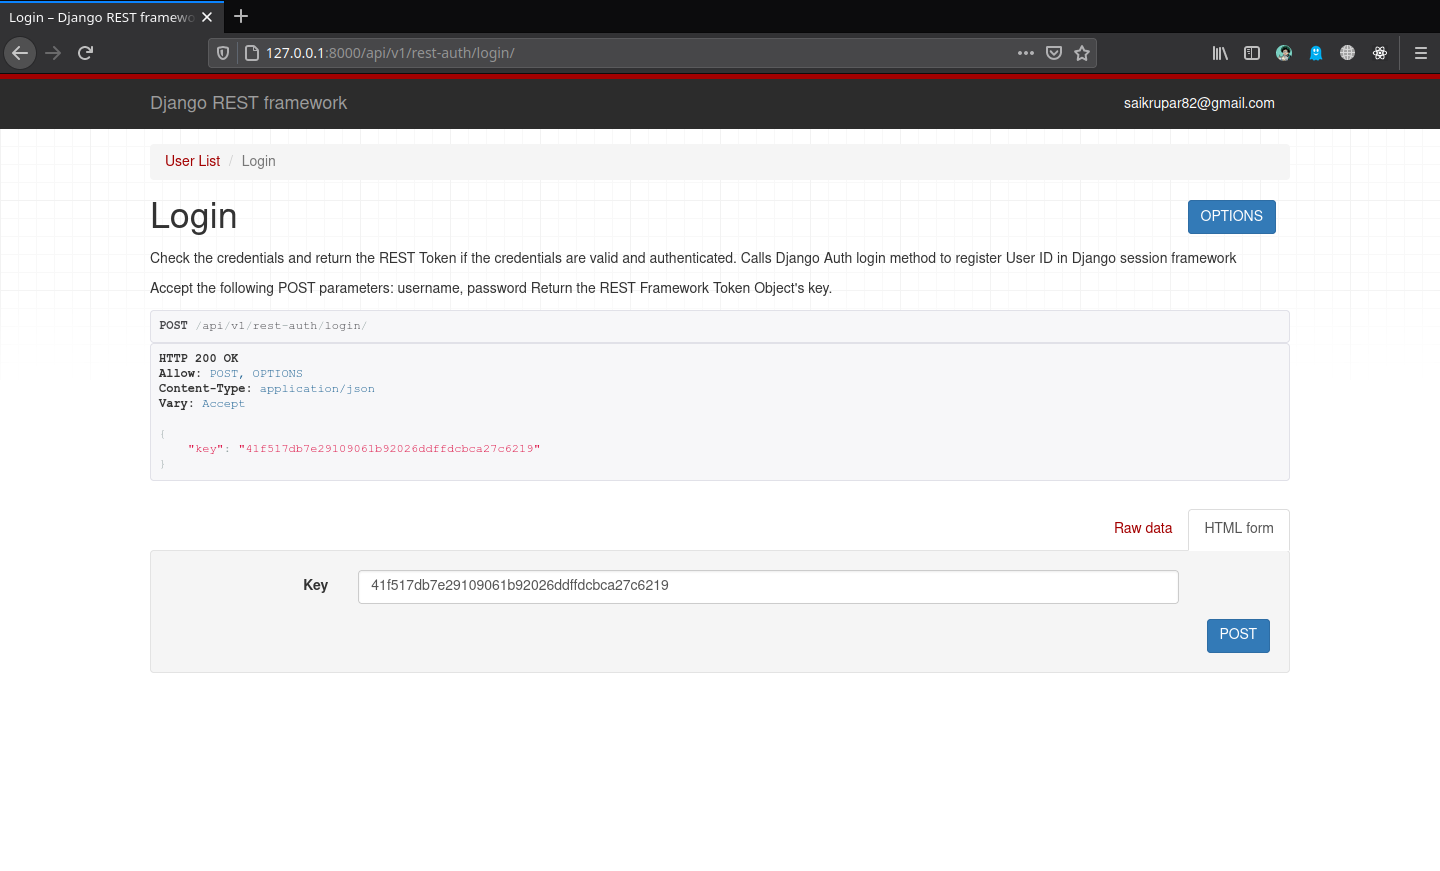 Login – Django REST framewo
127.0.0.1:8000/api/v1/rest-auth/login/
Django REST framework
saikrupar82@gmail.com
User List / Login
Login
OPTIONS
Check the credentials and return the REST Token if the credentials are valid and authenticated. Calls Django Auth login method to register User ID in Django session framework
Accept the following POST parameters: username, password Return the REST Framework Token Object's key.
POST /api/v1/rest-auth/login/
HTTP 200 OK
Allow: POST, OPTIONS
Content-Type: application/json
Vary: Accept
{
"key": "41f517db7e29109061b92026ddffdcbca27c6219"
}
Raw data
HTML form
Key
41f517db7e29109061b92026ddffdcbca27c6219
POST